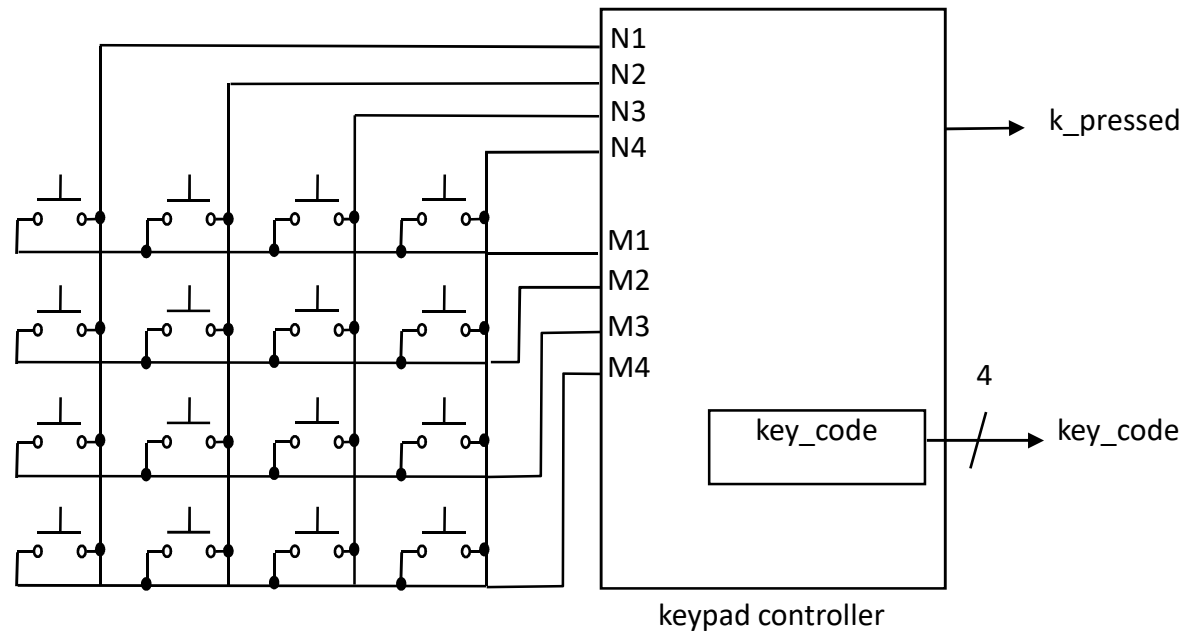 N1
N2
N3
N4
k_pressed
M1
M2
M3
M4
4
key_code
key_code
keypad controller